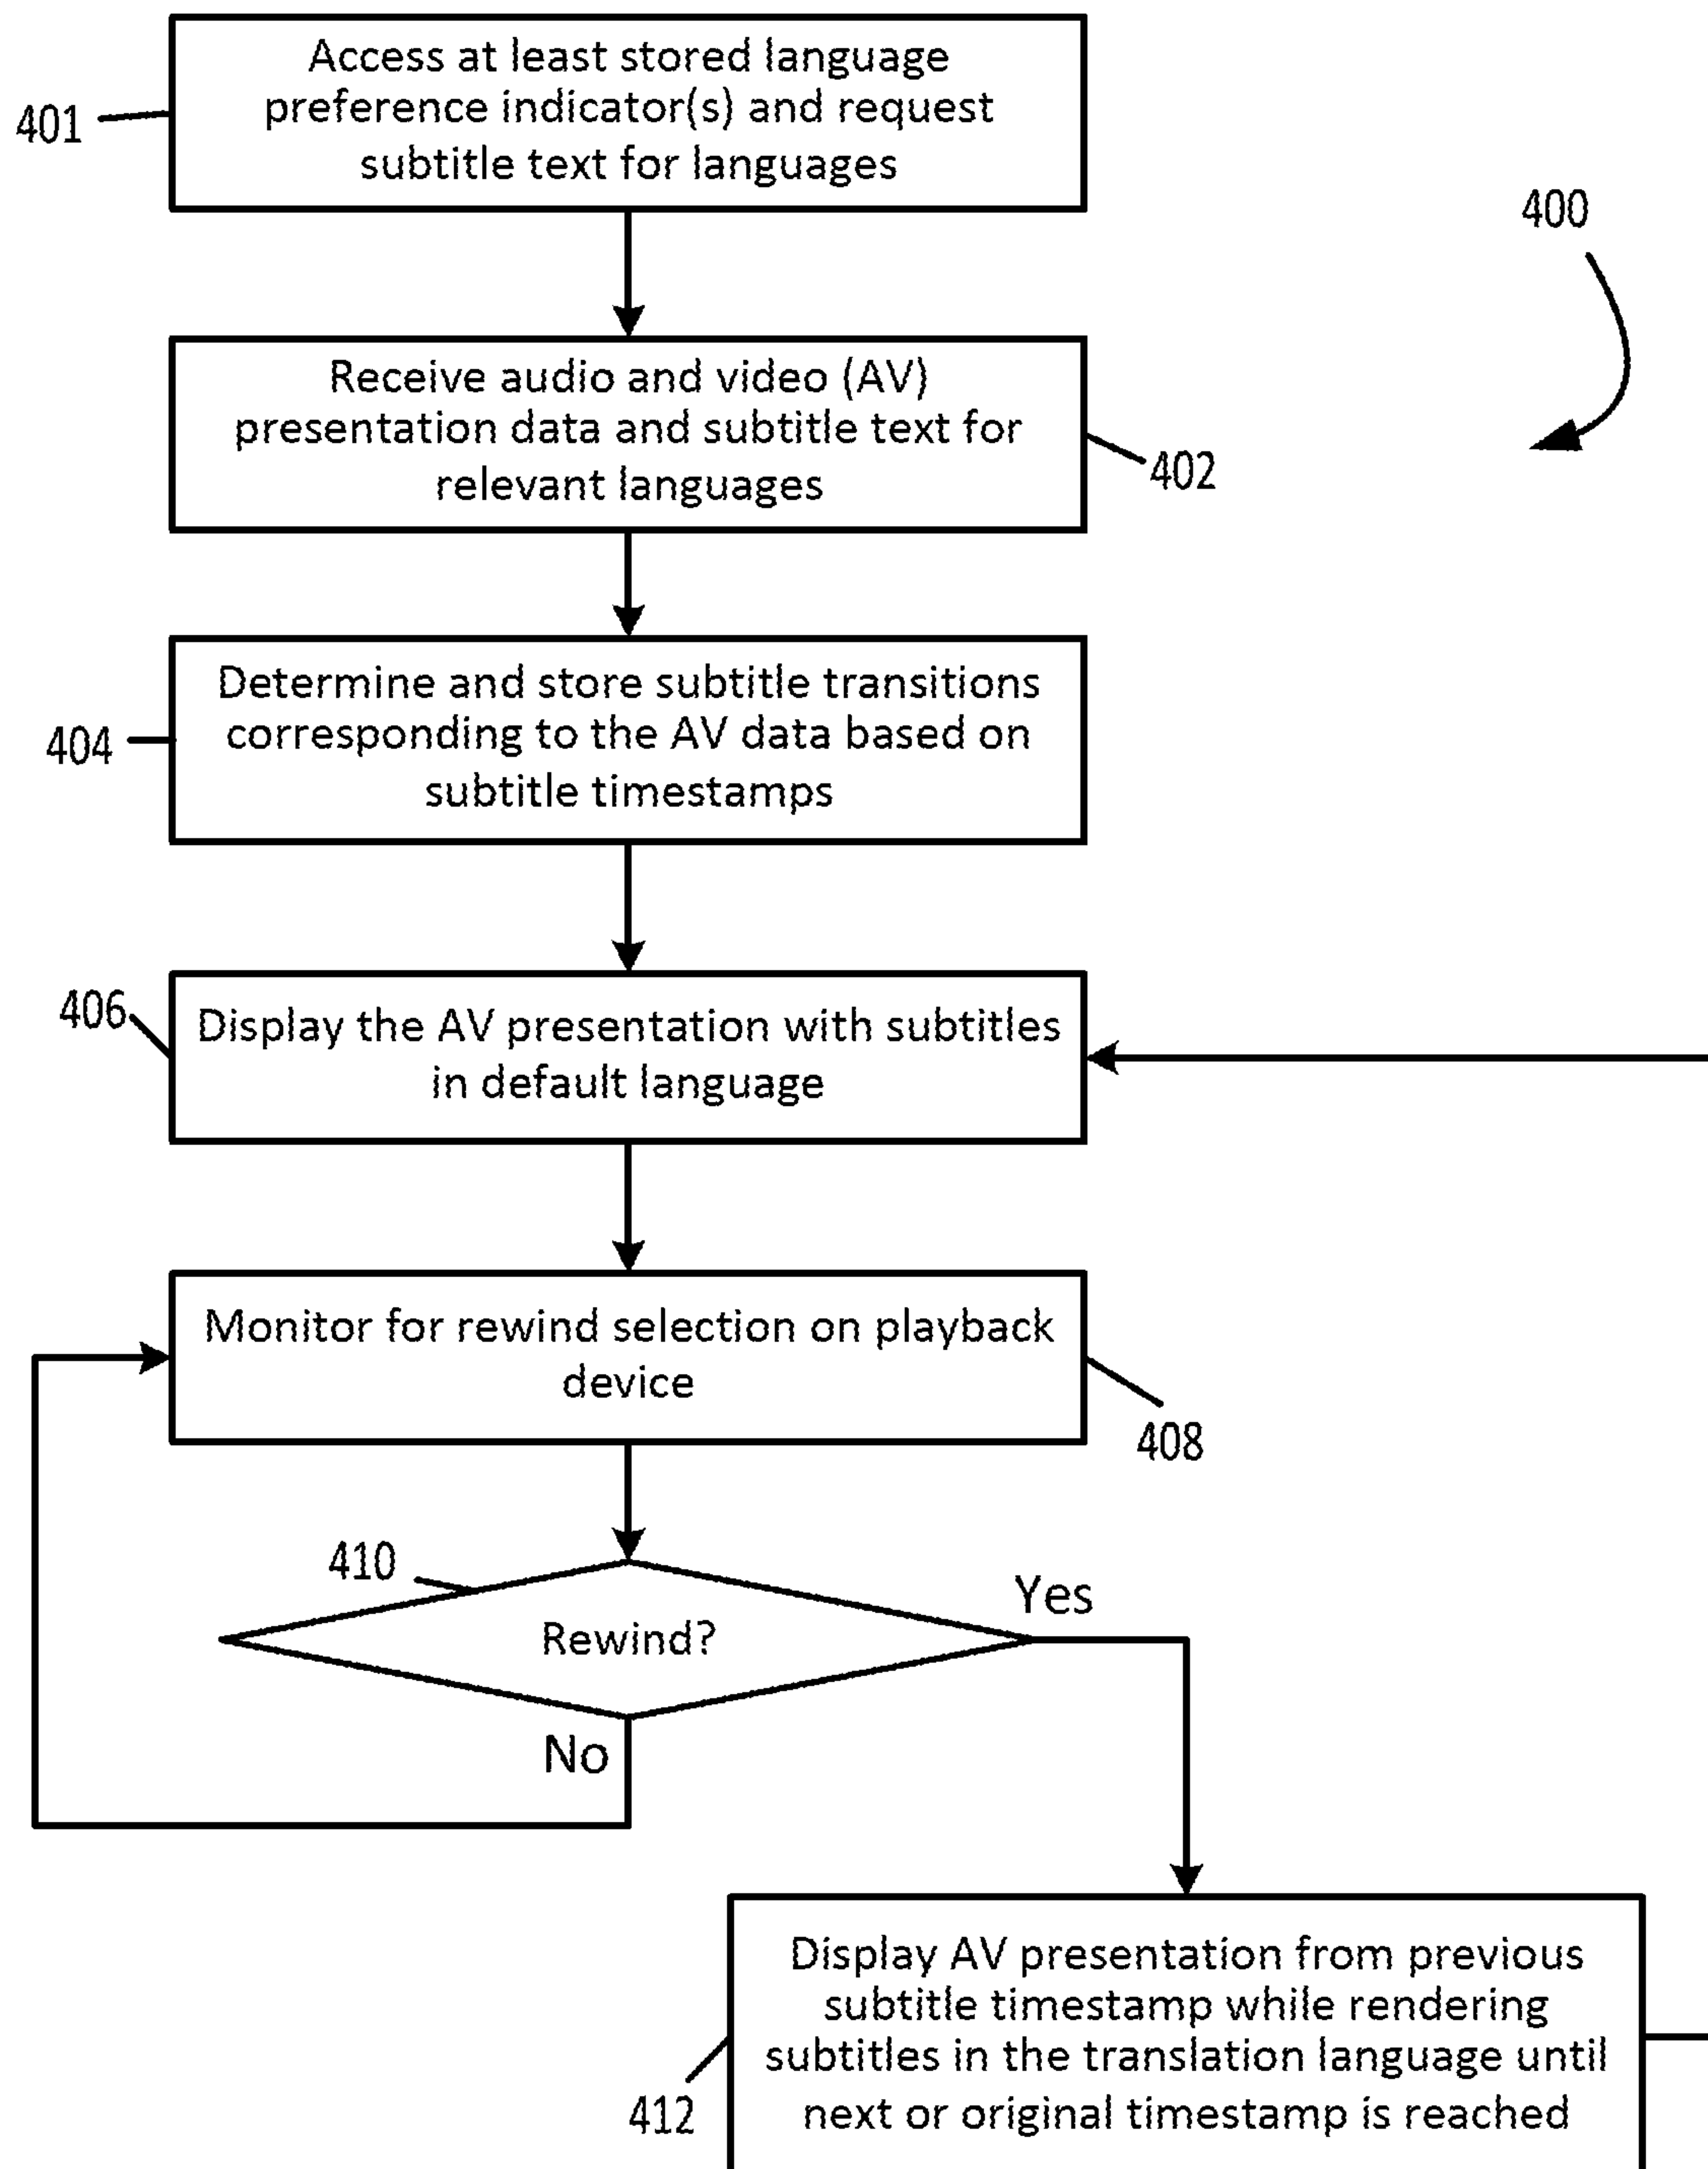 Access at least stored language
preference indicator(s) and request
subtitle text for languages
401
400
Receive audio and video (AV)
presentation data and subtitle text for
relevant languages
402
Determine and store subtitle transitions
corresponding to the AV data based on
subtitle timestamps
404
406
Display the AV presentation with subtitles
in default language
Monitor for rewind selection on playback
device
408
410
Rewind?
Yes
No
Display AV presentation from previous
subtitle timestamp while rendering
subtitles in the translation language until
next or original timestamp is reached
412